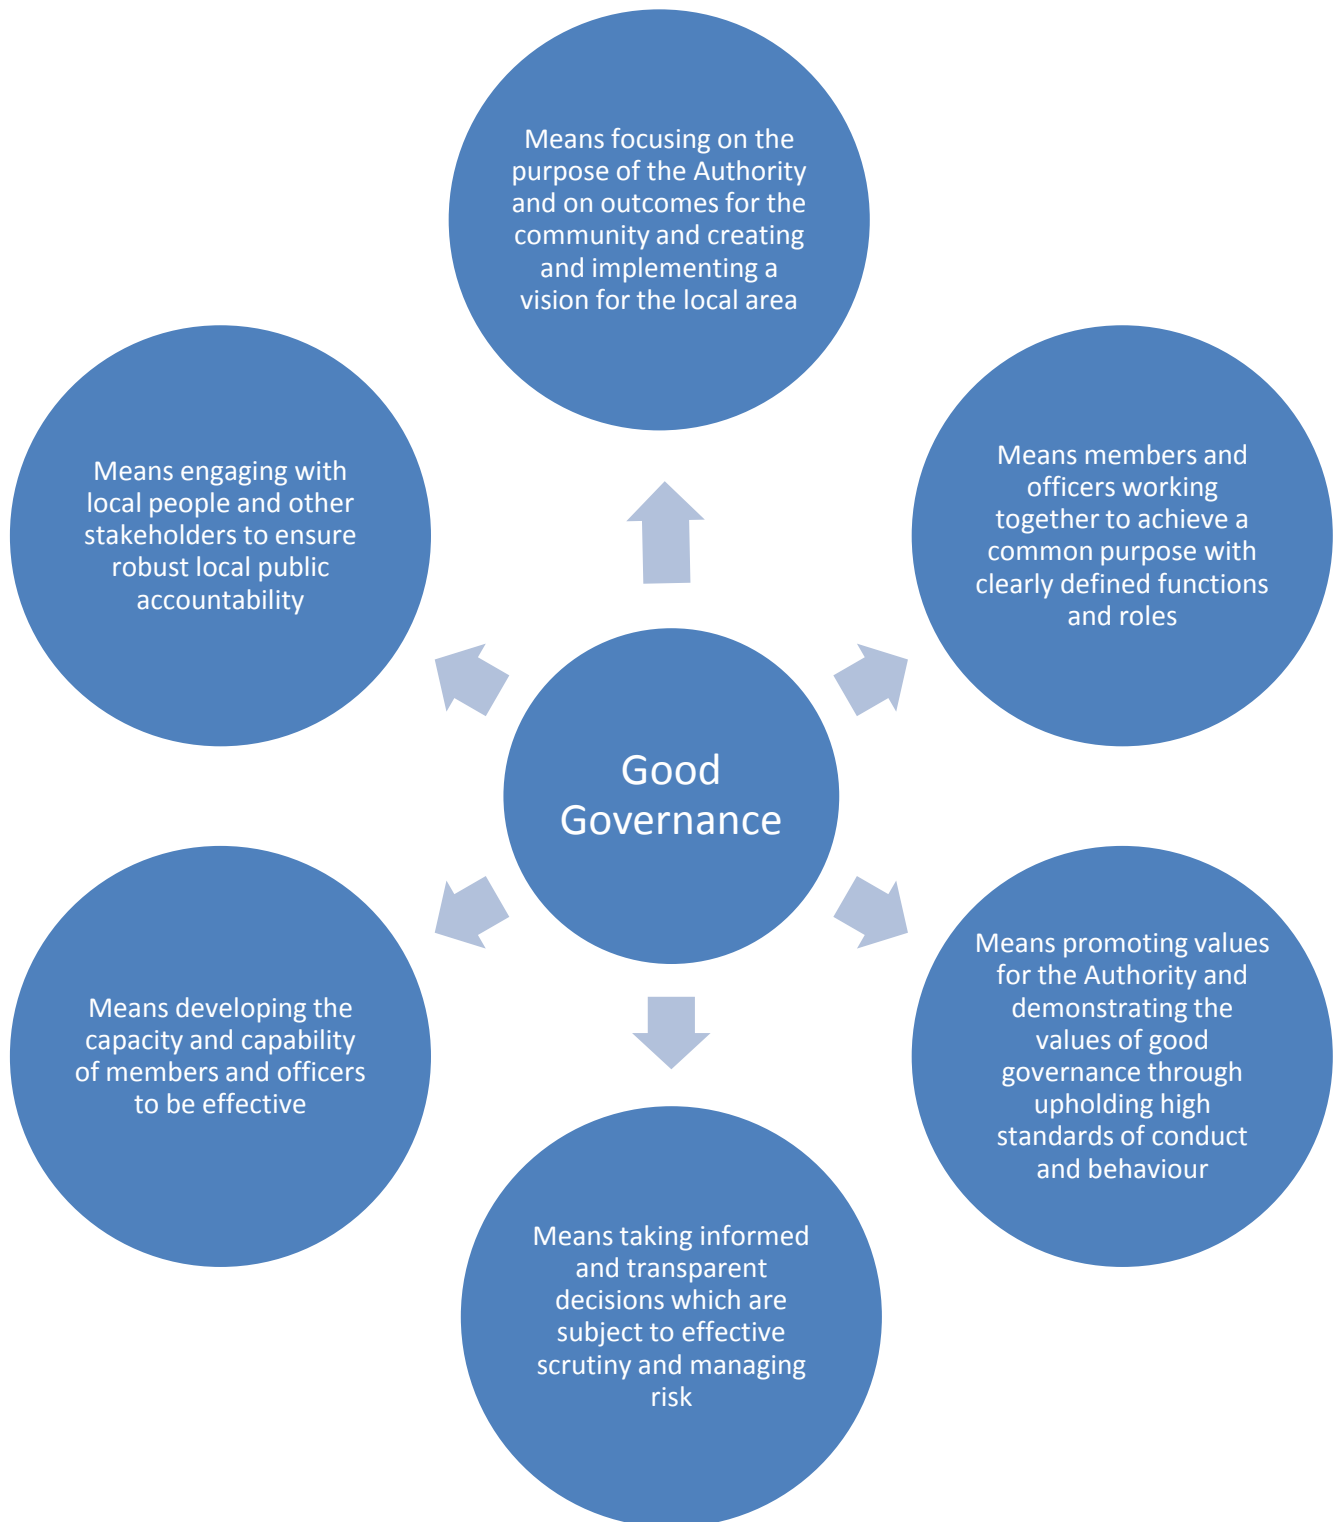 Means focusing on the
purpose of the Authority
and on outcomes for the
community and creating
and implementing a
vision for the local area
Means members and
officers working
together to achieve a
common purpose with
clearly defined functions
and roles
Means promoting values
for the Authority and
demonstrating the
values of good
governance through
upholding high
standards of conduct
and behaviour
Means taking informed
and transparent
decisions which are
subject to effective
scrutiny and managing
risk
Means developing the
capacity and capability
of members and officers
to be effective
Means engaging with
local people and other
stakeholders to ensure
robust local public
accountability
Good
Governance